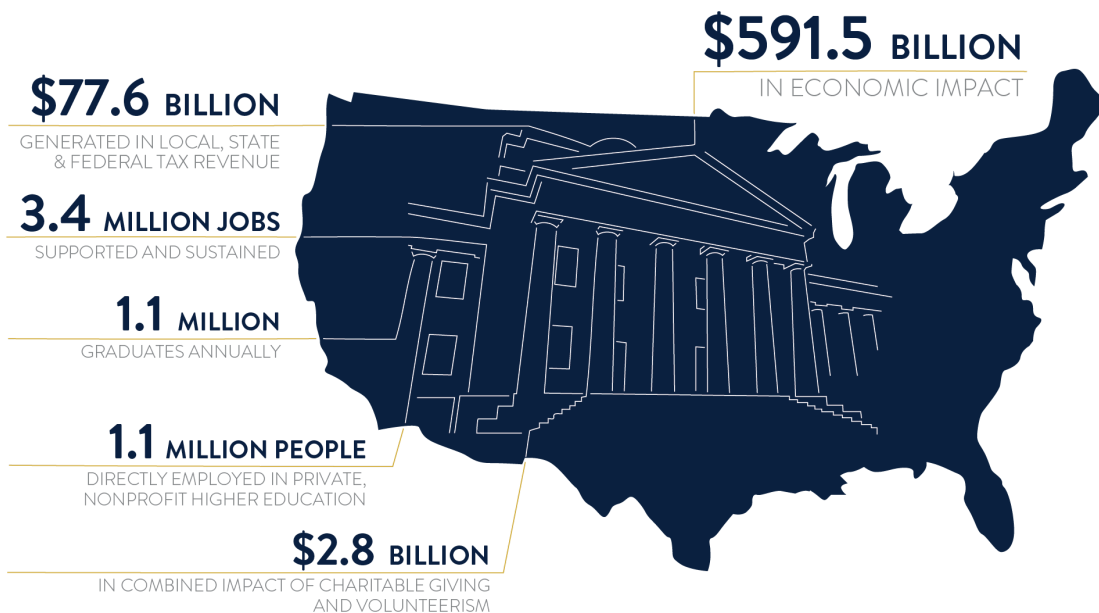 $591.5 BILLION
IN ECONOMIC IMPACT
$77.6 BILLION
GENERATED IN LOCAL, STATE
& FEDERAL TAX REVENUE
3.4 MILLION JOBS
SUPPORTED AND SUSTAINED
1.1 MILLION
GRADUATES ANNUALLY
1.1 MILLION PEOPLE
DIRECTLY EMPLOYED IN PRIVATE,
NONPROFIT HIGHER EDUCATION
$2.8 BILLION
IN COMBINED IMPACT OF CHARITABLE GIVING
AND VOLUNTEERISM